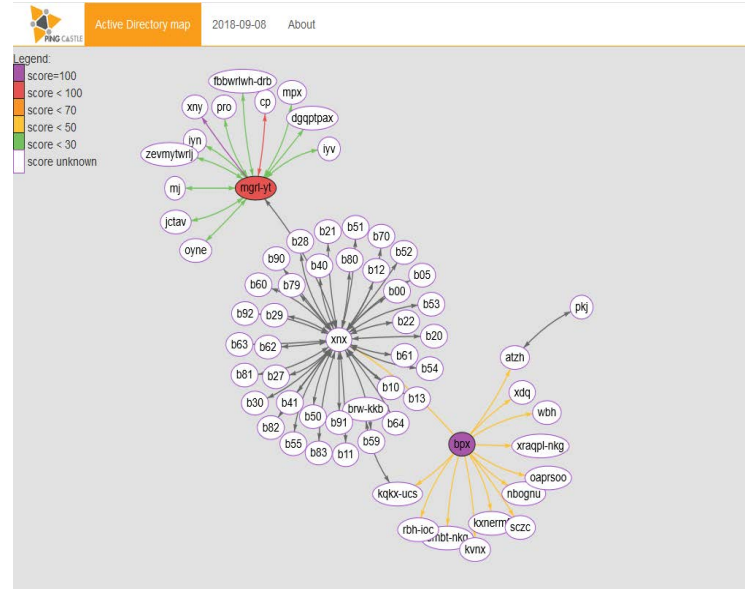 PING CASTLE
Active Directory map
2018-09-08
About
Legend:
score=100
score < 100
score < 70
score < 50
score < 30
score unknown
fbbwrlwh-drb
mpx
xny
pro
cp
dgqptpax
iyn
zevmytwrlj
iyv
mj
mgrl-yt
jctav
oyne
b28
b21
b51
b70
b52
b90
b40
b80
b12
b05
b60
b79
b00
b53
b92
b29
b22
b20
b63
b62
xnx
b61
b54
b81
b27
b10
b13
b30
b41
b50
brw-kkb
b64
b82
b91
b59
b55
b83
b11
pkj
atzh
xdq
wbh
bpx
xraqpl-nkg
oaprsoo
nbognu
kqkx-ucs
rbh-ioc
sczc
kvnx